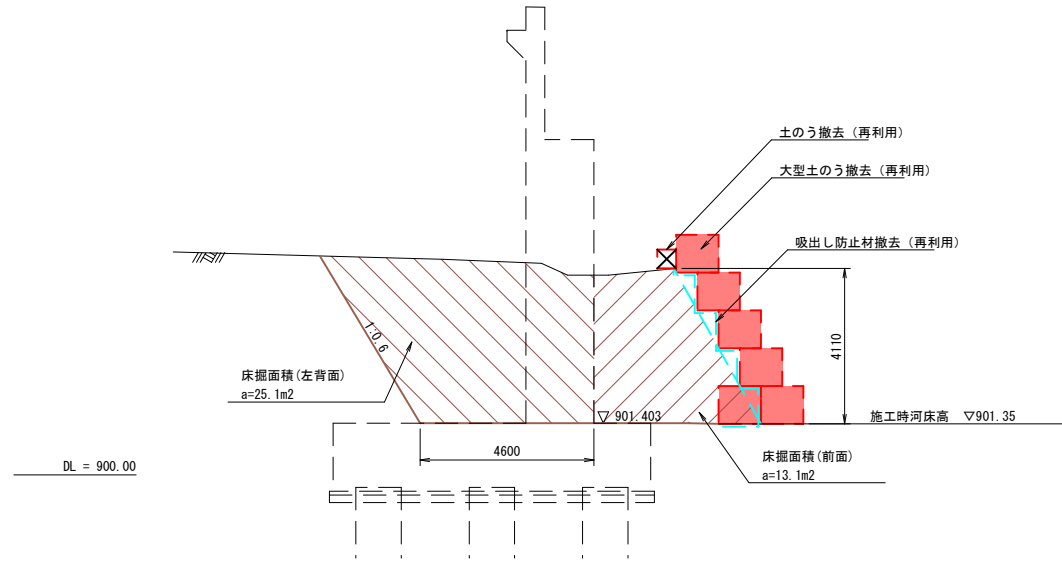 土のう撤去（再利用）
大型土のう撤去（再利用）
吸出し防止材撤去（再利用）
1:0.6
4110
床掘面積(左背面)
a=25.1m2
▽ 901.403
施工時河床高 ▽901.35
4600
床掘面積(前面)
a=13.1m2
DL = 900.00